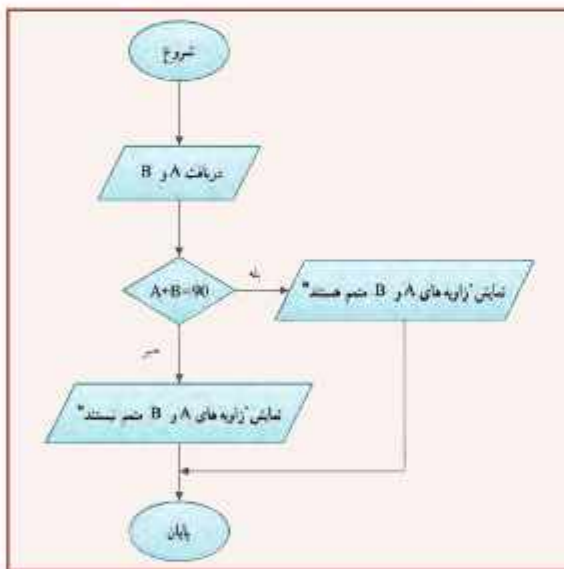 شروع
دریافت A و B
A+B=90
بله
نمایش "زاویه های A و B متمم هستند"
خیر
نمایش "زاویه های A و B متمم نیستند"
پایان